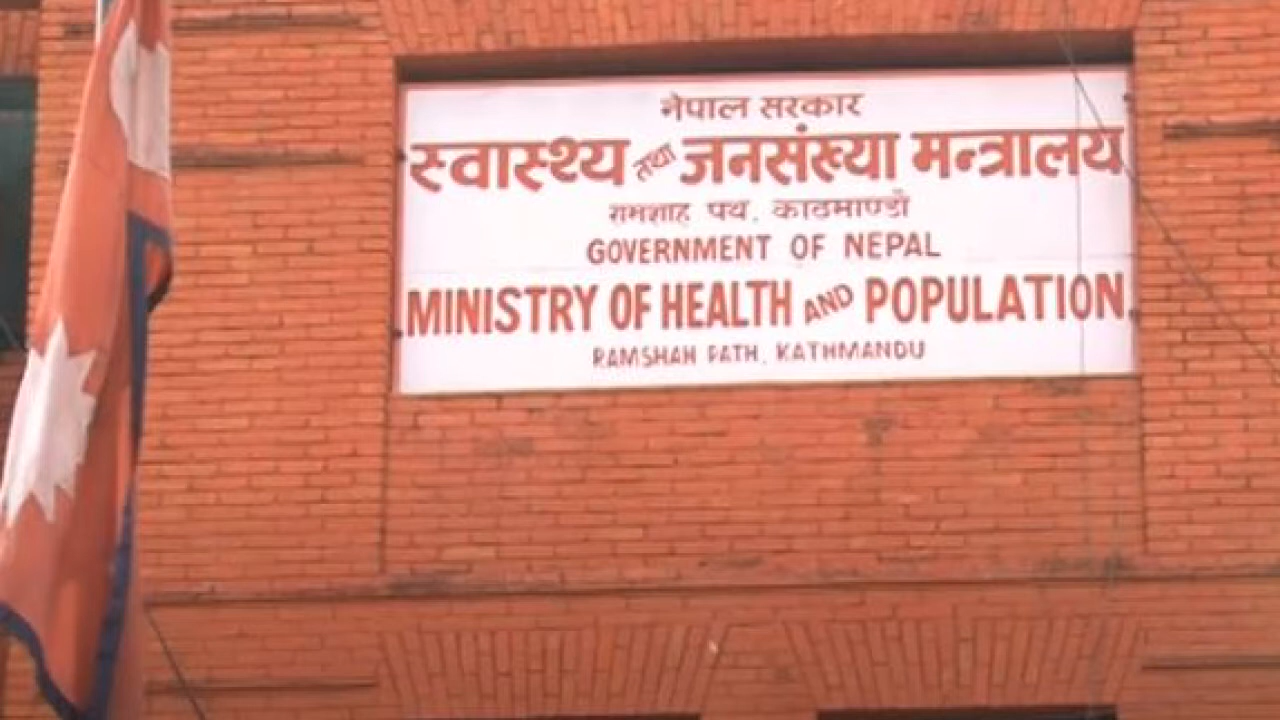 नेपाल सरकार
स्वास्थ्य तथा जनसंख्या मन्त्रालय
रामशाह पथ, काठमाण्डौं
GOVERNMENT OF NEPAL
MINISTRY OF HEALTH AND POPULATION
RAMSHAH PATH, KATHMANDU